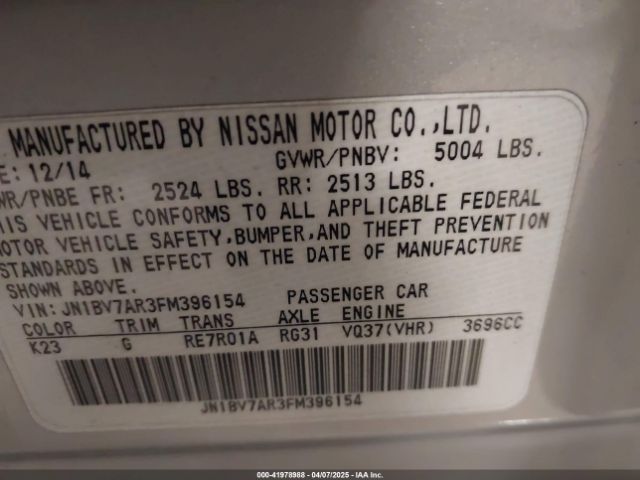 MANUFACTURED BY NISSAN MOTOR CO.,LTD.
E: 12/14 GVWR/PNBV: 5004 LBS.
WR/PNBE FR: 2524 LBS. RR: 2513 LBS.
HIS VEHICLE CONFORMS TO ALL APPLICABLE FEDERAL
OTOR VEHICLE SAFETY,BUMPER,AND THEFT PREVENTION
STANDARDS IN EFFECT ON THE DATE OF MANUFACTURE
SHOWN ABOVE.
VIN: JN1BV7AR3FM396154 PASSENGER CAR
COLOR TRIM TRANS AXLE ENGINE
K23 G RE7R01A RG31 VQ37(VHR) 3696CC
JN1BV7AR3FM396154
000-41978988 - 04/07/2025 - IAA Inc.